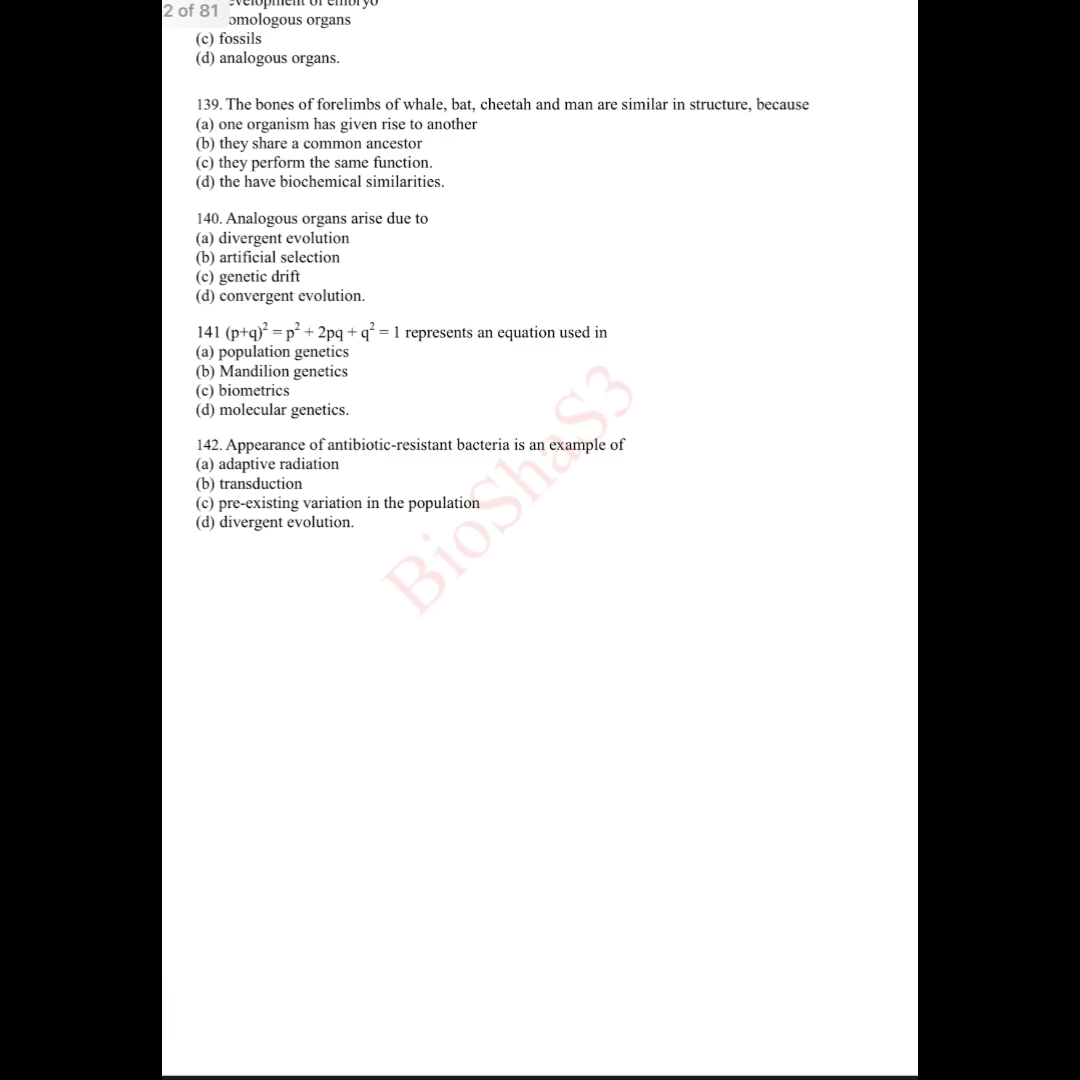 2 of 81
omologous organs
(c) fossils
(d) analogous organs.
139. The bones of forelimbs of whale, bat, cheetah and man are similar in structure, because
(a) one organism has given rise to another
(b) they share a common ancestor
(c) they perform the same function.
(d) the have biochemical similarities.
140. Analogous organs arise due to
(a) divergent evolution
(b) artificial selection
(c) genetic drift
(d) convergent evolution.
141 (p+q)² = p² + 2pq + q² = 1 represents an equation used in
(a) population genetics
(b) Mandilion genetics
(c) biometrics
(d) molecular genetics.
142. Appearance of antibiotic-resistant bacteria is an example of
(a) adaptive radiation
(b) transduction
(c) pre-existing variation in the population
(d) divergent evolution.
BioShaS3